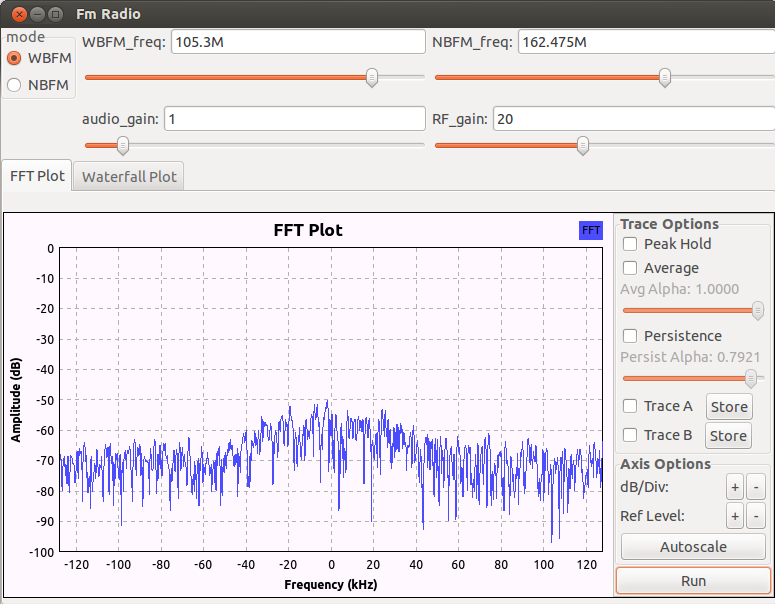 Fm Radio
mode
WBFM
NBFM
WBFM_freq: 105.3M
NBFM_freq: 162.475M
audio_gain: 1
RF_gain: 20
FFT Plot
Waterfall Plot
FFT Plot
FFT
Amplitude (dB)
0
-10
-20
-30
-40
-50
-60
-70
-80
-90
-100
-120 -100 -80 -60 -40 -20 0 20 40 60 80 100 120
Frequency (kHz)
Trace Options
Peak Hold
Average
Avg Alpha: 1.0000
Persistence
Persist Alpha: 0.7921
Trace A Store
Trace B Store
Axis Options
dB/Div: + -
Ref Level: + -
Autoscale
Run